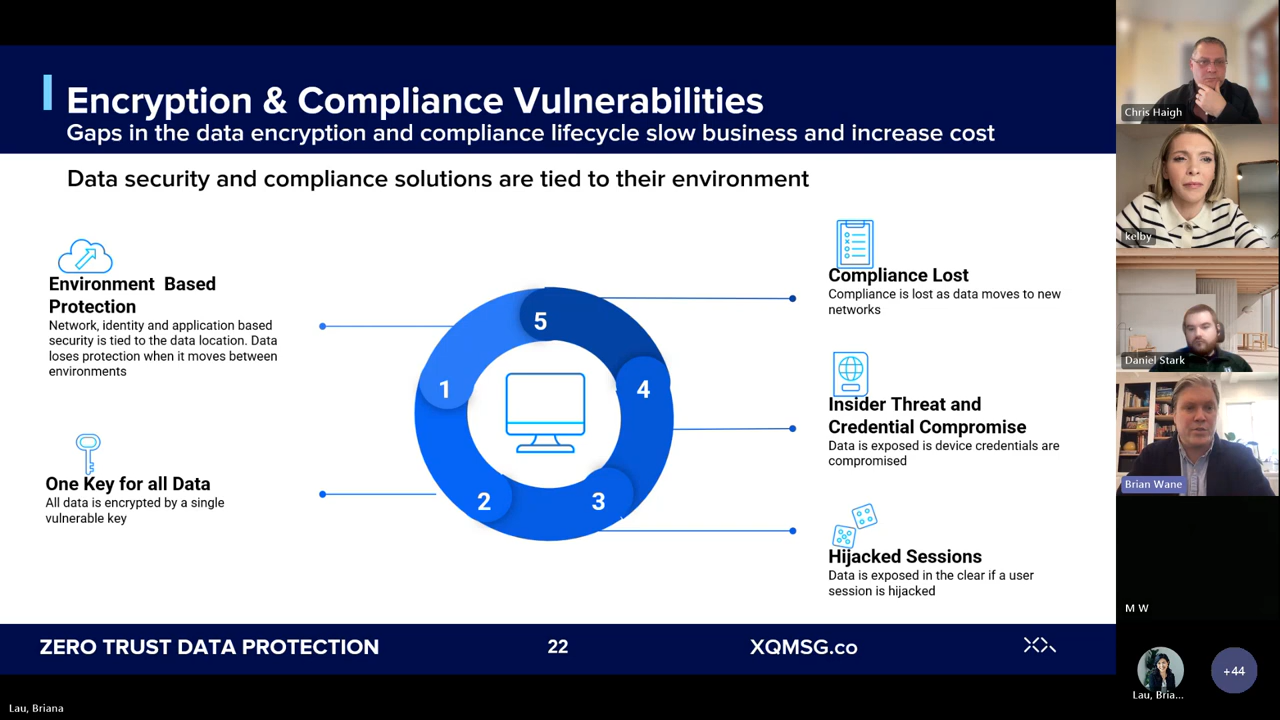 Encryption & Compliance Vulnerabilities
Gaps in the data encryption and compliance lifecycle slow business and increase cost
Data security and compliance solutions are tied to their environment
Environment Based
Protection
Network, identity and application based
security is tied to the data location. Data
loses protection when it moves between
environments
One Key for all Data
All data is encrypted by a single
vulnerable key
5
1
4
2
3
Compliance Lost
Compliance is lost as data moves to new
networks
Insider Threat and
Credential Compromise
Data is exposed is device credentials are
compromised
Hijacked Sessions
Data is exposed in the clear if a user
session is hijacked
ZERO TRUST DATA PROTECTION
22
XQMSG.co
Chris Haigh
kelby
Daniel Stark
Brian Wane
M W
Lau, Bria...
+44
Lau, Briana